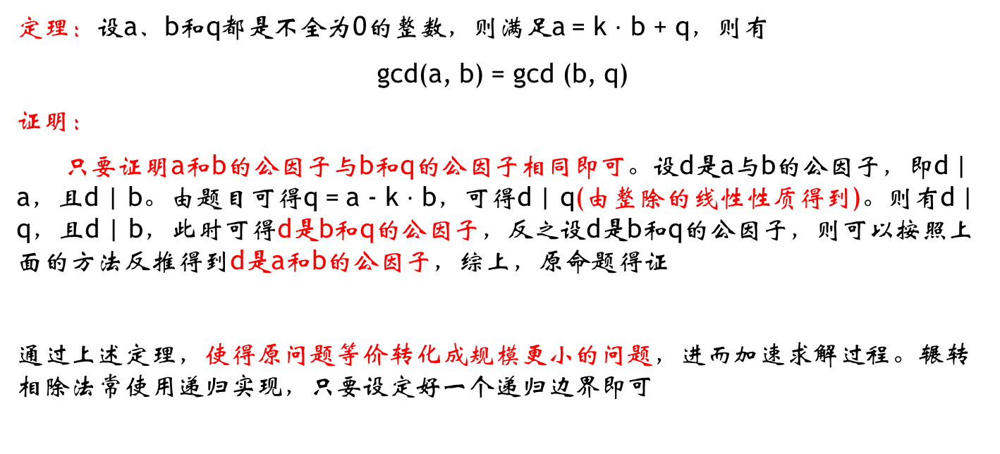 定理：设a、b和q都是不全为0的整数，则满足a = k · b + q，则有
gcd(a, b) = gcd (b, q)
证明：
只要证明a和b的公因子与b和q的公因子相同即可。设d是a与b的公因子，即d |
a，且d | b。由题目可得q = a - k · b，可得d | q(由整除的线性性质得到)。则有d |
q，且d | b，此时可得d是b和q的公因子，反之设d是b和q的公因子，则可以按照上
面的方法反推得到d是a和b的公因子，综上，原命题得证
通过上述定理，使得原问题等价转化成规模更小的问题，进而加速求解过程。辗转
相除法常使用递归实现，只要设定好一个递归边界即可